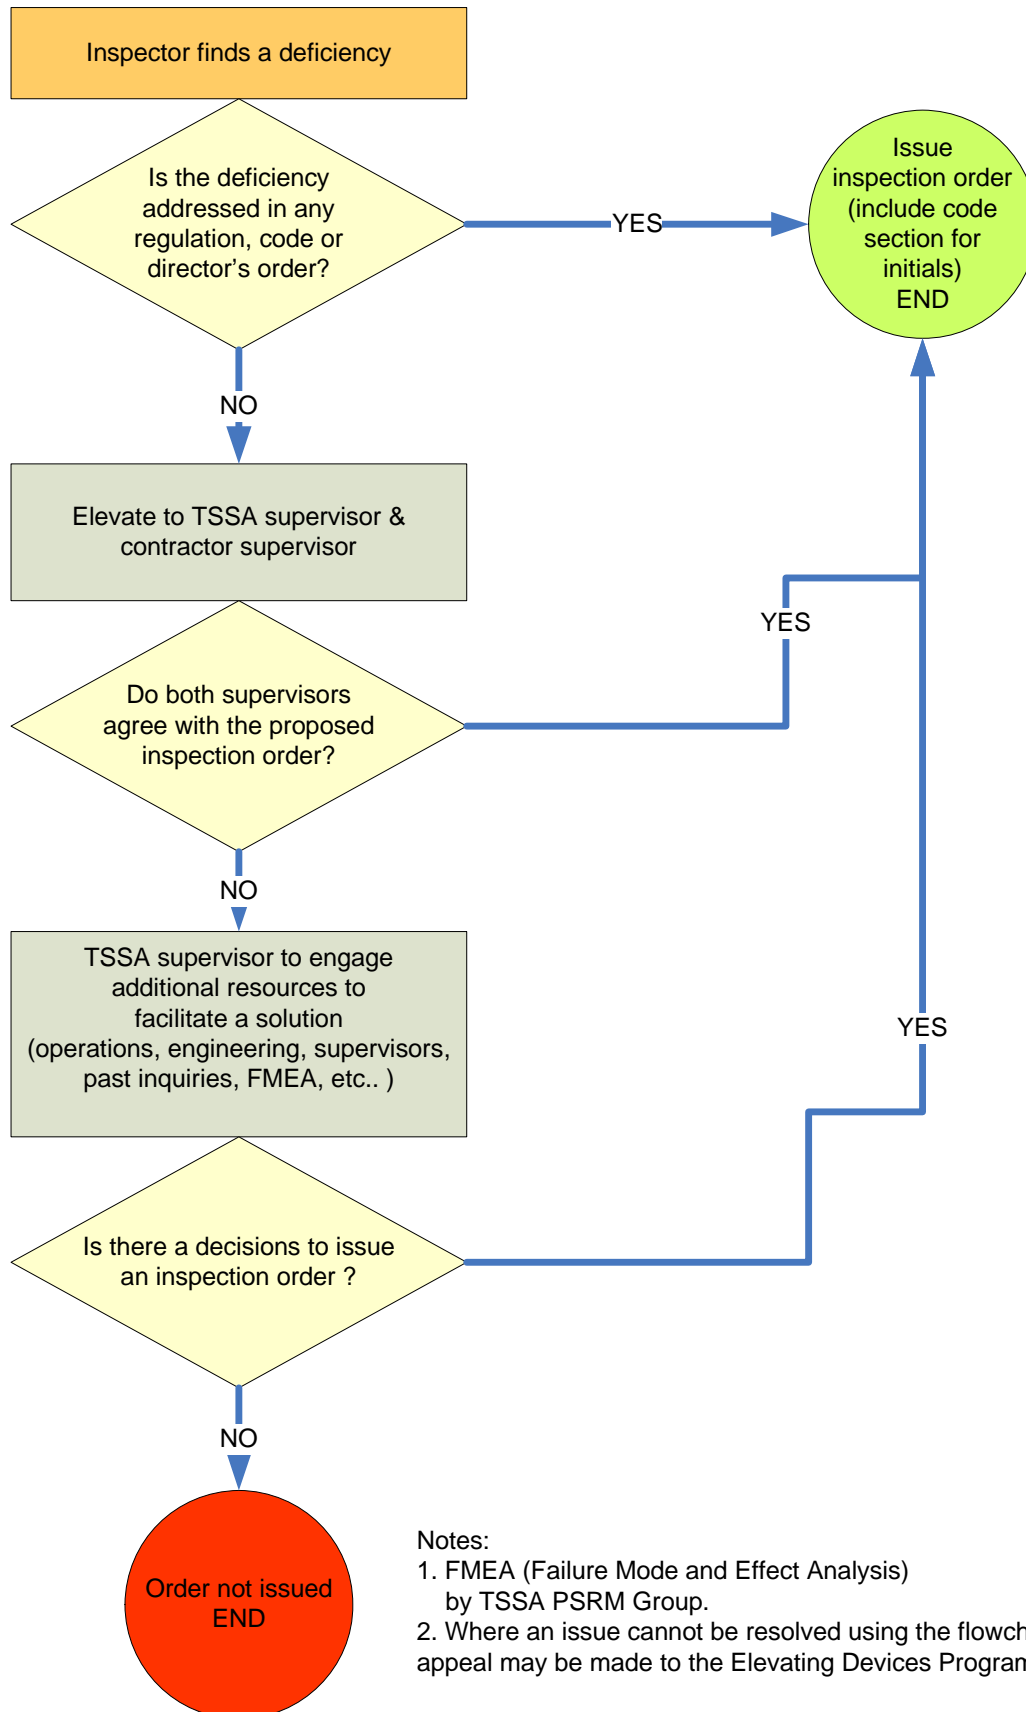 Inspector finds a deficiency
Is the deficiency
addressed in any
regulation, code or
director's order?
YES
Issue
inspection order
(include code
section for
initials)
END
NO
Elevate to TSSA supervisor &
contractor supervisor
YES
Do both supervisors
agree with the proposed
inspection order?
NO
TSSA supervisor to engage
additional resources to
facilitate a solution
(operations, engineering, supervisors,
past inquiries, FMEA, etc.. )
YES
Is there a decisions to issue
an inspection order ?
NO
Order not issued
END
Notes:
1. FMEA (Failure Mode and Effect Analysis)
by TSSA PSRM Group.
2. Where an issue cannot be resolved using the
appeal may be made to the Elevating Devices Program